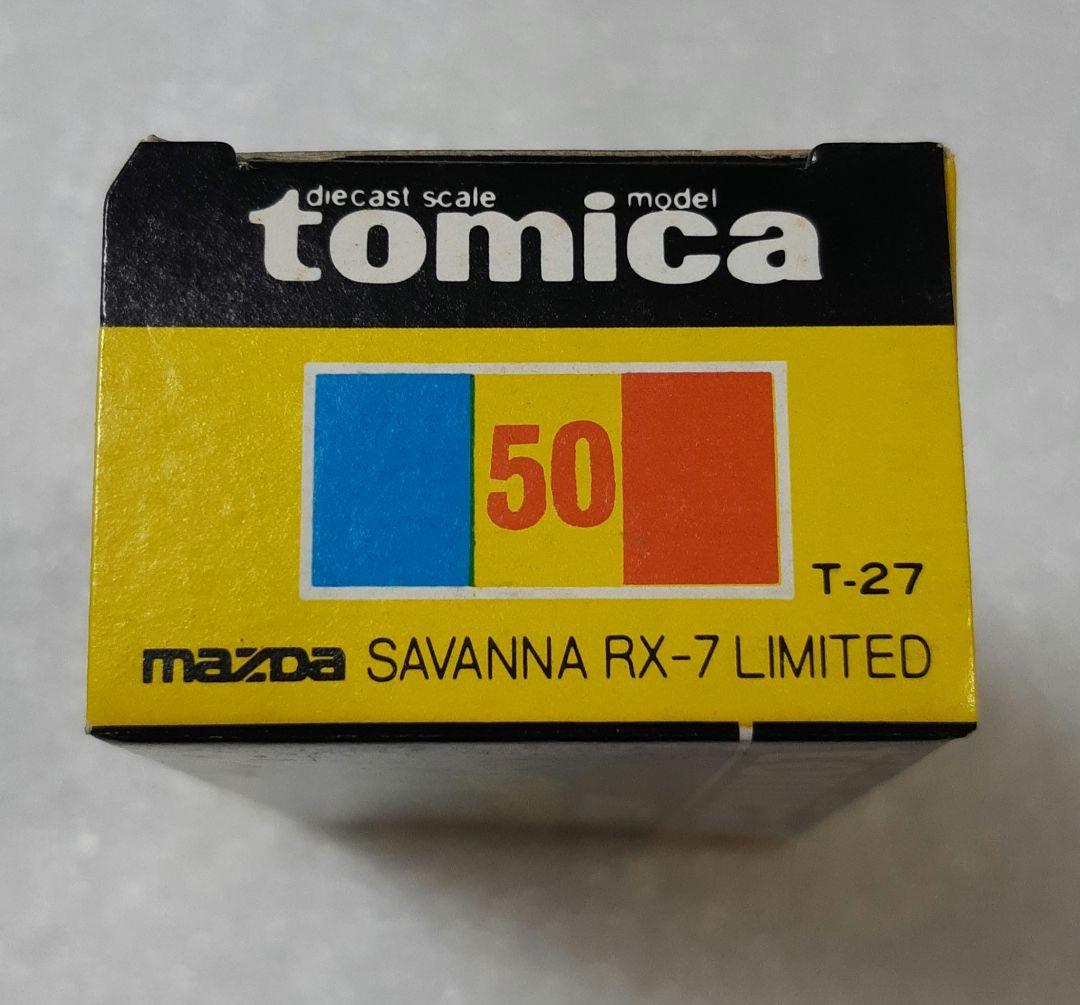 diecast scale model
tomica
50
T-27
mazda SAVANNA RX-7 LIMITED